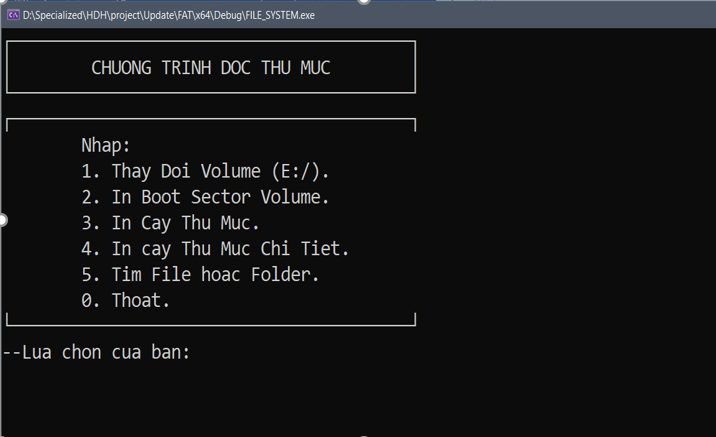 D:\Specialized\HDH\project\Update\FAT\x64\Debug\FILE_SYSTEM.exe
CHUONG TRINH DOC THU MUC
Nhap:
1. Thay Doi Volume (E:/).
2. In Boot Sector Volume.
3. In Cay Thu Muc.
4. In cay Thu Muc Chi Tiet.
5. Tim File hoac Folder.
0. Thoat.
--Lua chon cua ban: